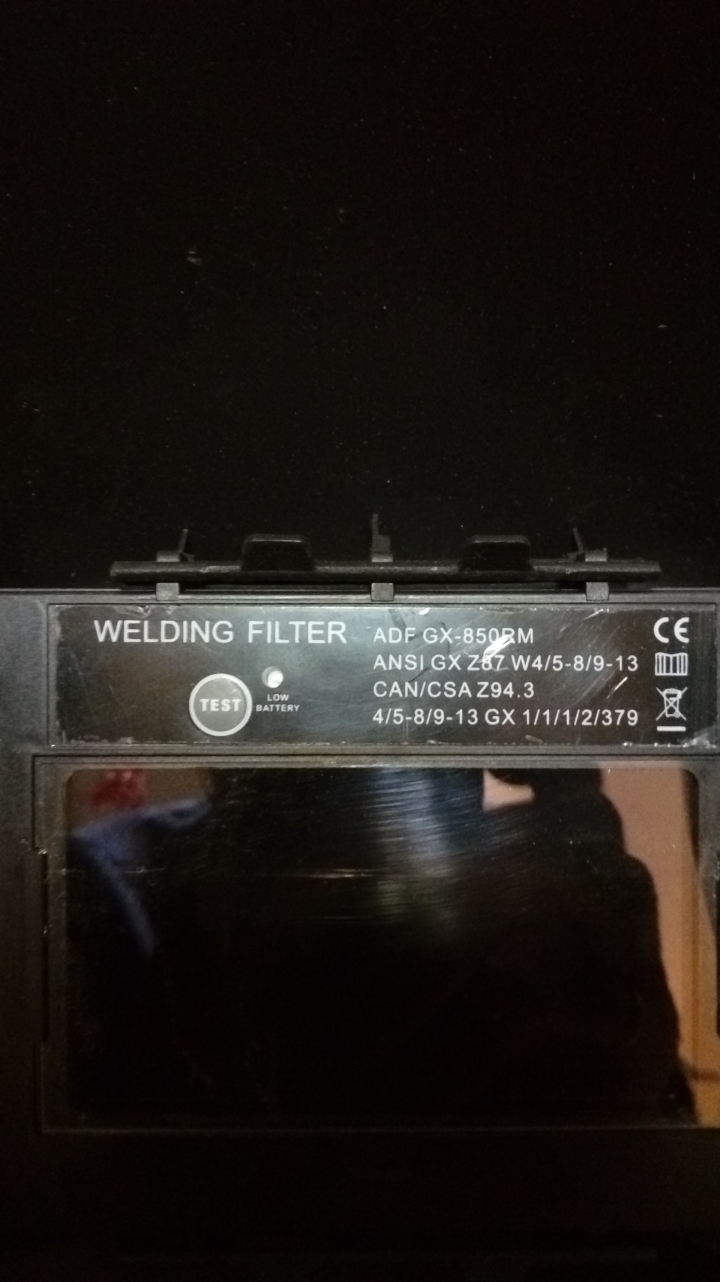 WELDING FILTER
TEST
LOW
BATTERY
ADF GX-850RM
ANSI GX Z87 W4/5-8/9-13
CAN/CSA Z94.3
4/5-8/9-13 GX 1/1/1/2/379
CE